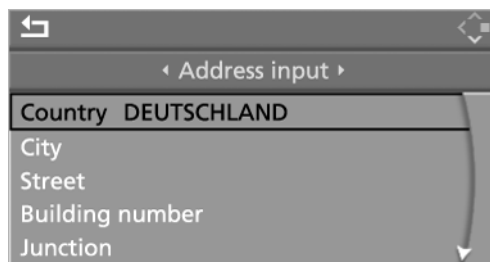 Address input
Country DEUTSCHLAND
City
Street
Building number
Junction